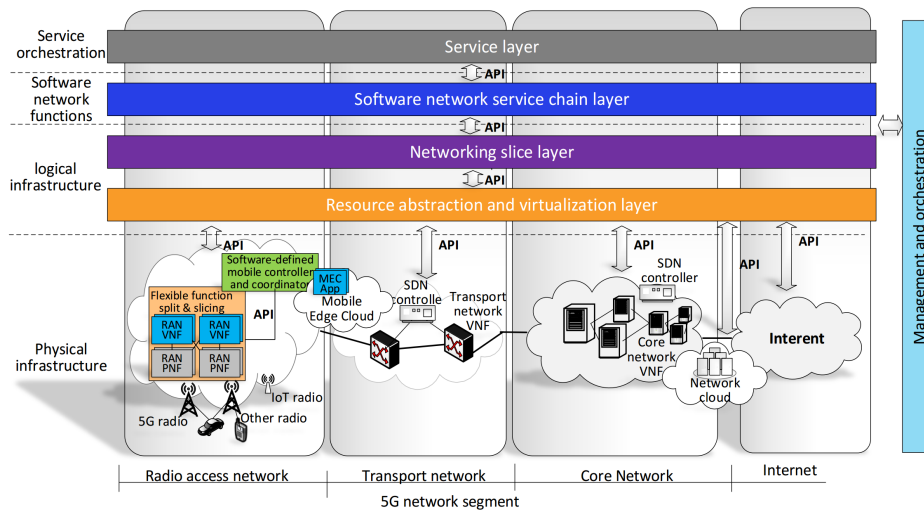 Service
orchestration
Service layer
API
Software
network
functions
Software network service chain layer
API
Networking slice layer
logical
infrastructure
API
Resource abstraction and virtualization layer
API
API
API
API
API
Management and orchestration
Software-defined
mobile controller
and coordinator
MEC
App
Mobile
Edge Cloud
SDN
controlle
Transport
network
VNF
SDN
controller
Flexible function
split & slicing
API
RAN
VNF
RAN
VNF
RAN
PNF
RAN
PNF
Physical
infrastructure
Core
network
VNF
Interent
Network
cloud
IoT radio
5G radio
Other radio
Radio access network
Transport network
Core Network
Internet
5G network segment